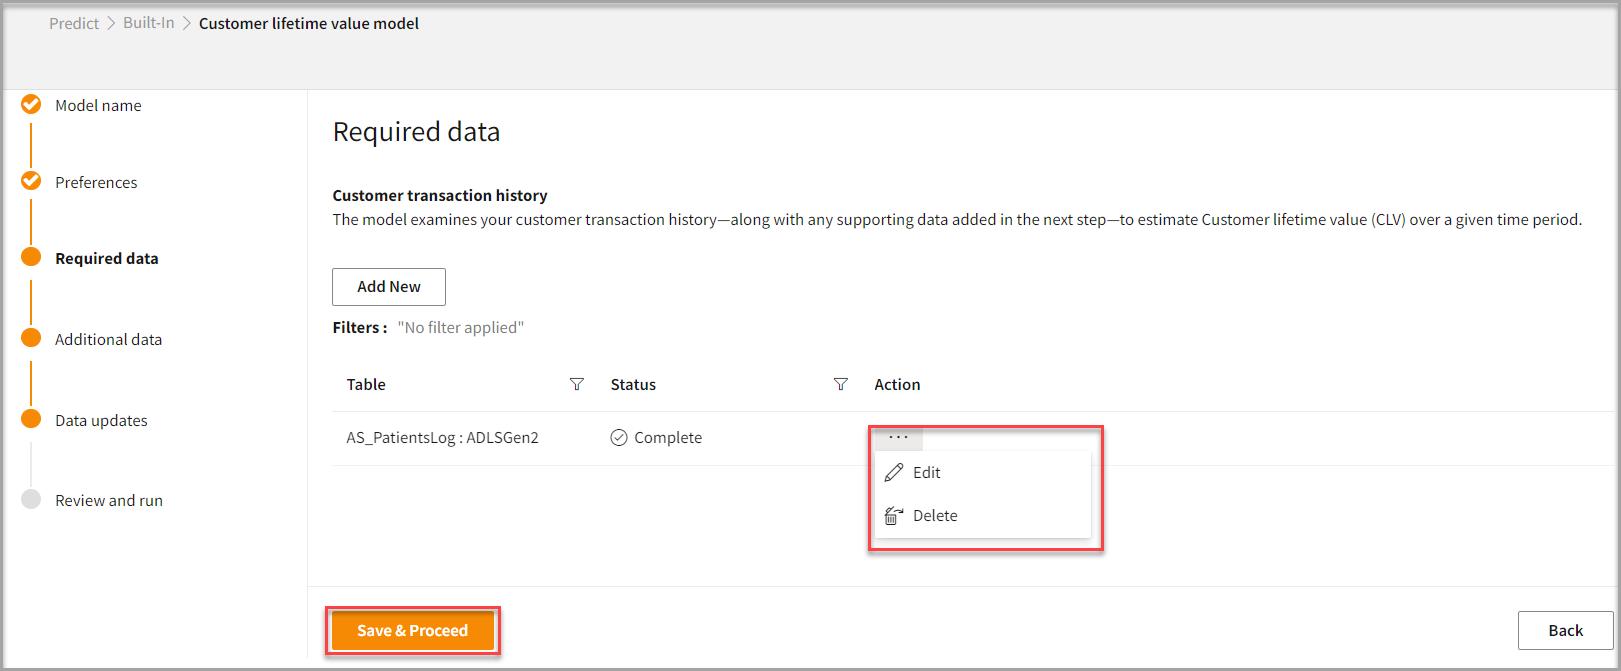 Predict > Built-In > Customer lifetime value model
Model name
Preferences
Required data
Additional data
Data updates
Review and run
Required data
Customer transaction history
The model examines your customer transaction history—along with any supporting data added in the next step—to estimate Customer lifetime value (CLV) over a given time period.
Add New
Filters : "No filter applied"
Table Status Action
AS_PatientsLog : ADLSGen2 Complete ...
Edit
Delete
Save & Proceed Back